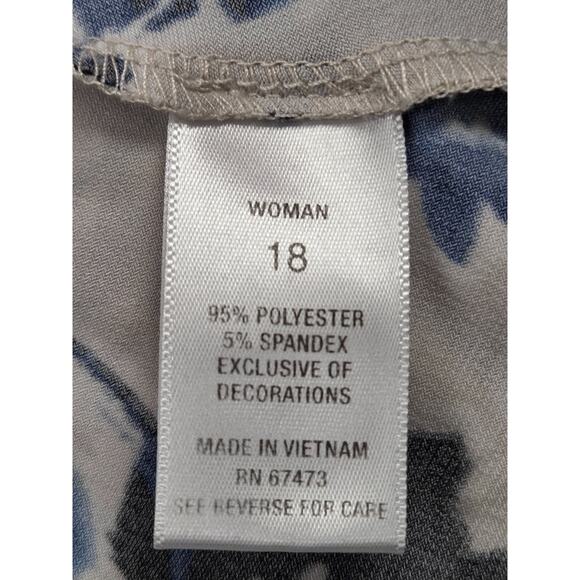 WOMAN
18
95% POLYESTER
5% SPANDEX
EXCLUSIVE OF
DECORATIONS
MADE IN VIETNAM
RN 67473
SEE REVERSE FOR CARE